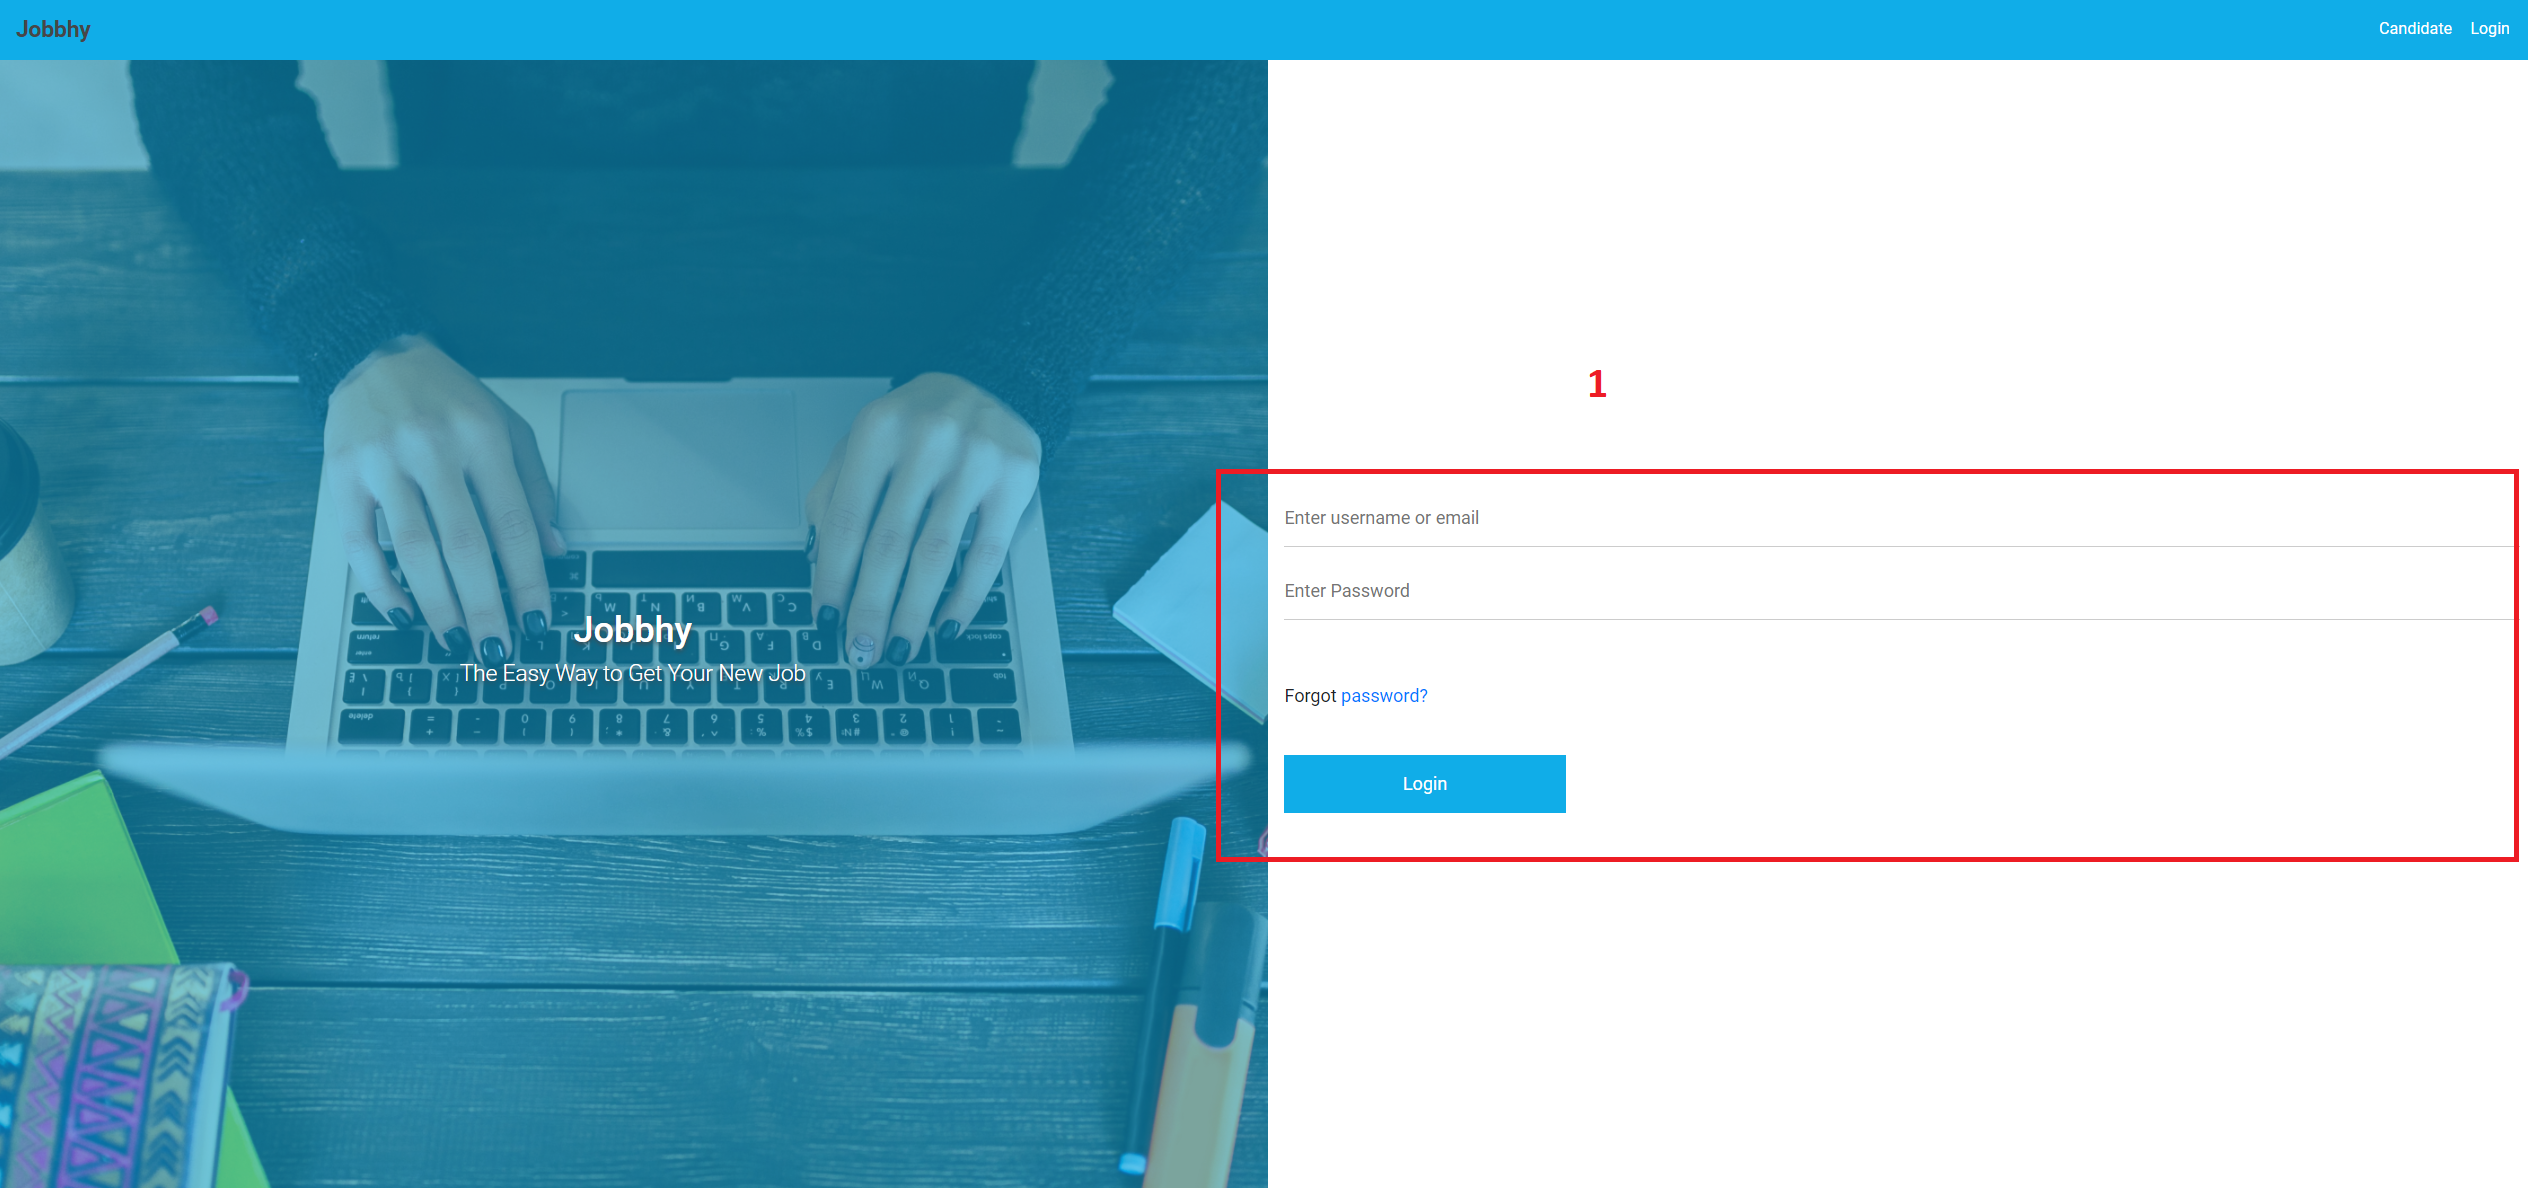 Jobbhy
Candidate Login
1
Enter username or email
Enter Password
Jobbhy
The Easy Way to Get Your New Job
Forgot password?
Login